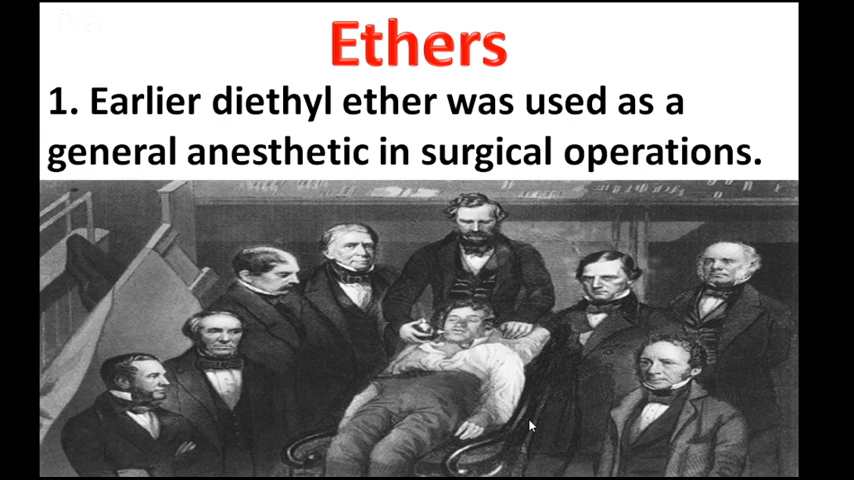 Ethers
1. Earlier diethyl ether was used as a
general anesthetic in surgical operations.